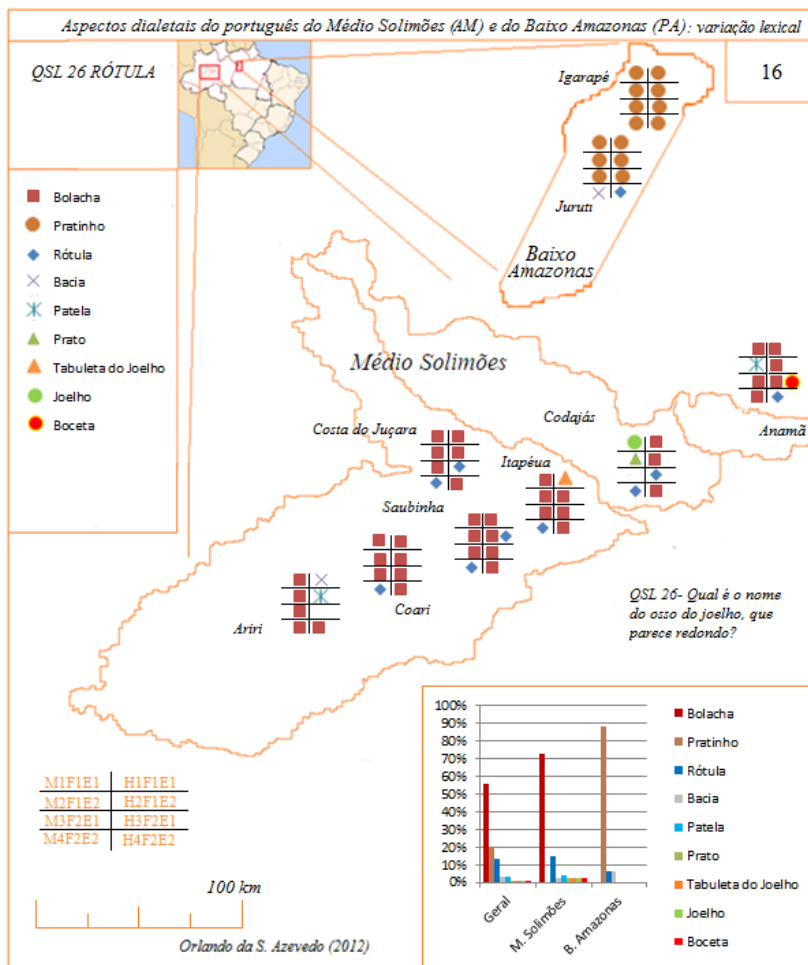 Aspectos dialetais do português do Médio Solimões (AM) e do Baixo Amazonas (PA): variação lexical
QSL 26 RÓTULA
16
Igarapé
Juruti
Baixo
Amazonas
Bolacha
Pratinho
Rótula
Bacia
Patela
Prato
Tabuleta do Joelho
Joelho
Boceta
Médio Solimões
Costa do Juçara
Codajás
Anamã
Itapéua
Saubinha
Coari
Ariri
QSL 26- Qual é o nome
do osso do joelho, que
parece redondo?
M1F1E1 H1F1E1
M2F1E2 H2F1E2
M3F2E1 H3F2E1
M4F2E2 H4F2E2
100 km
Orlando da S. Azevedo (2012)
100%
90%
80%
70%
60%
50%
40%
30%
20%
10%
0%
Geral
M. Solimões
B. Amazonas
Bolacha
Pratinho
Rótula
Bacia
Patela
Prato
Tabuleta do Joelho
Joelho
Boceta